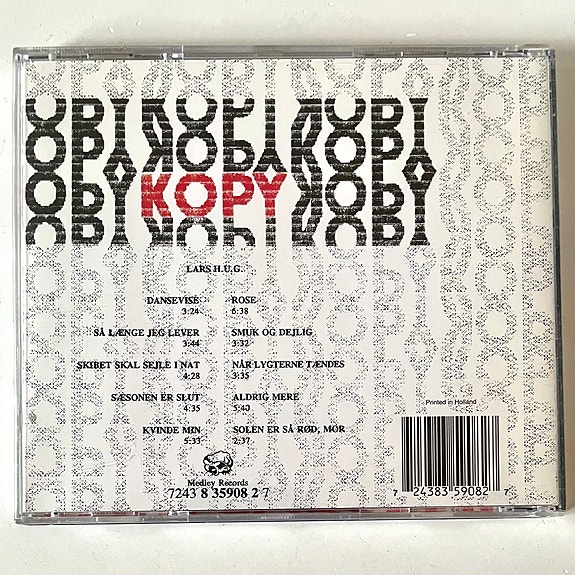 KOPY
LARS H.U.G.
DANSEVISE
3:24
SÅ LÆNGE JEG LEVER
3:44
SKIBET SKAL SEJLE I NAT
4:28
SÆSONEN ER SLUT
4:35
KVINDE MIN
5:33
ROSE
6:38
SMUK OG DEJLIG
3:32
NÅR LYGTERNE TÆNDES
3:35
ALDRIG MERE
5:40
SOLEN ER SÅ RØD, MOR
2:37
Medley Records
7243 8 35908 2 7
Printed in Holland
7 24383 59082 7